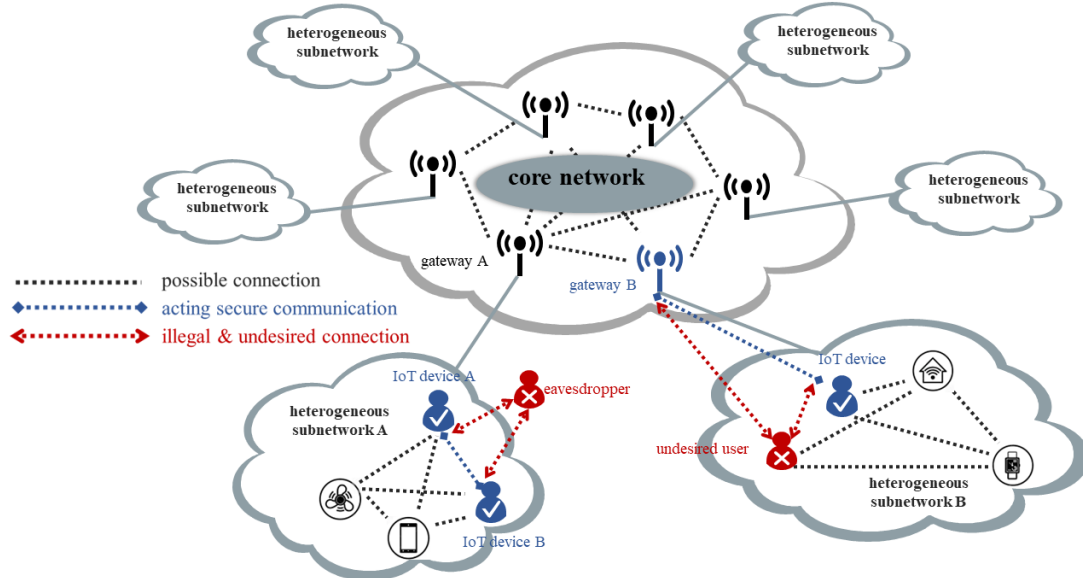 heterogeneous
subnetwork
heterogeneous
subnetwork
heterogeneous
subnetwork
core network
heterogeneous
subnetwork
gateway A
gateway B
possible connection
acting secure communication
illegal & undesired connection
IoT device A
eavesdropper
heterogeneous
subnetwork A
IoT device B
IoT device
undesired user
heterogeneous
subnetwork B